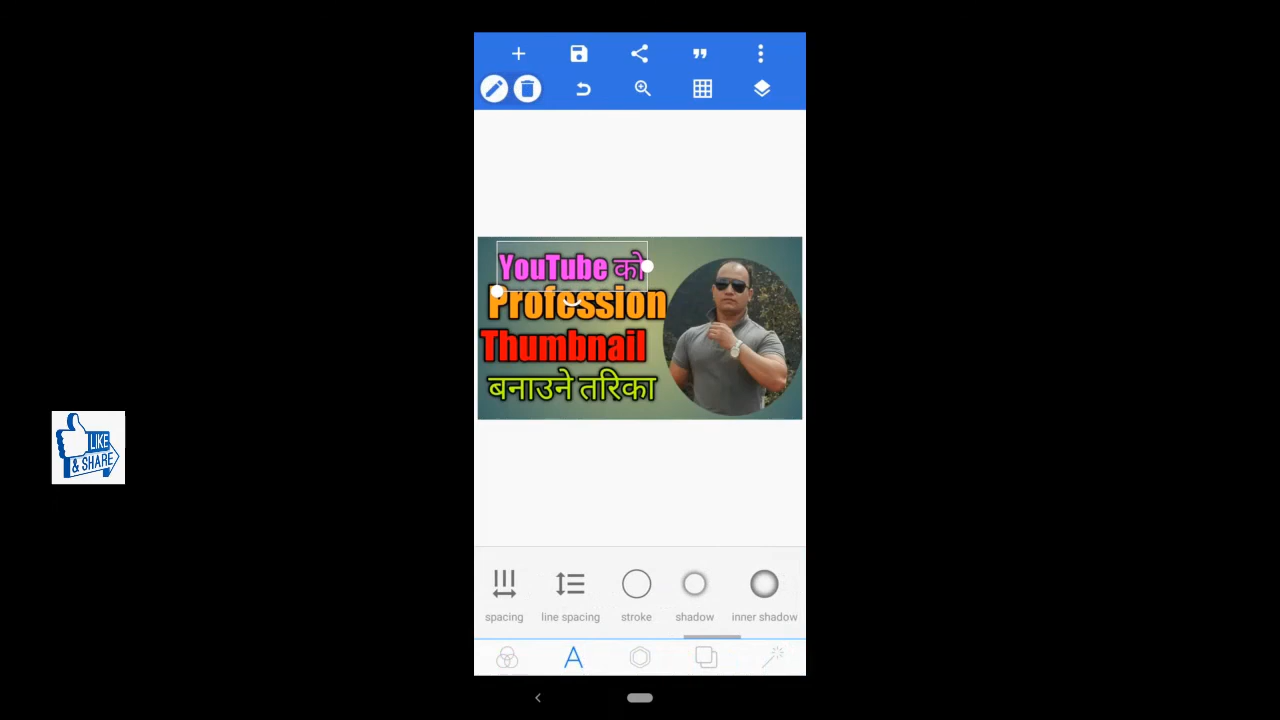 YouTube को
Profession
Thumbnail
बनाउने तरिका
LIKE
& SHARE
spacing
line spacing
stroke
shadow
inner shadow